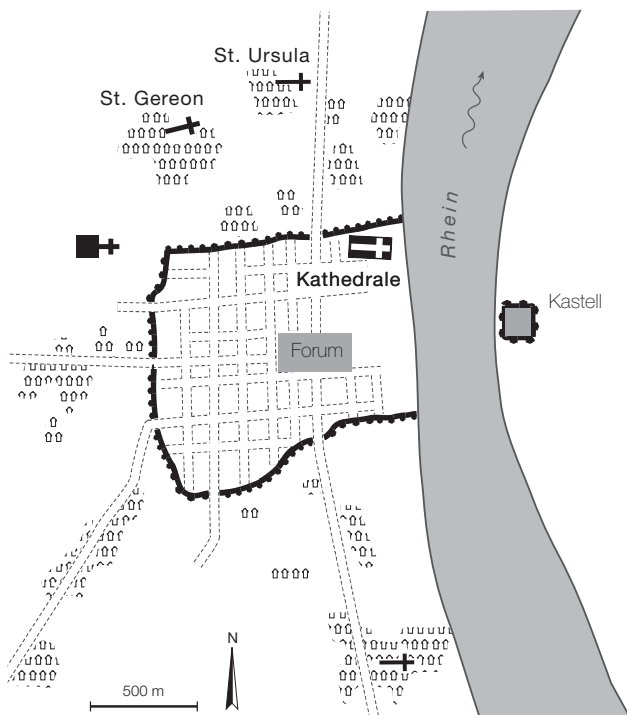 St. Ursula
St. Gereon
Rhein
Kathedrale
Kastell
Forum
N
500 m